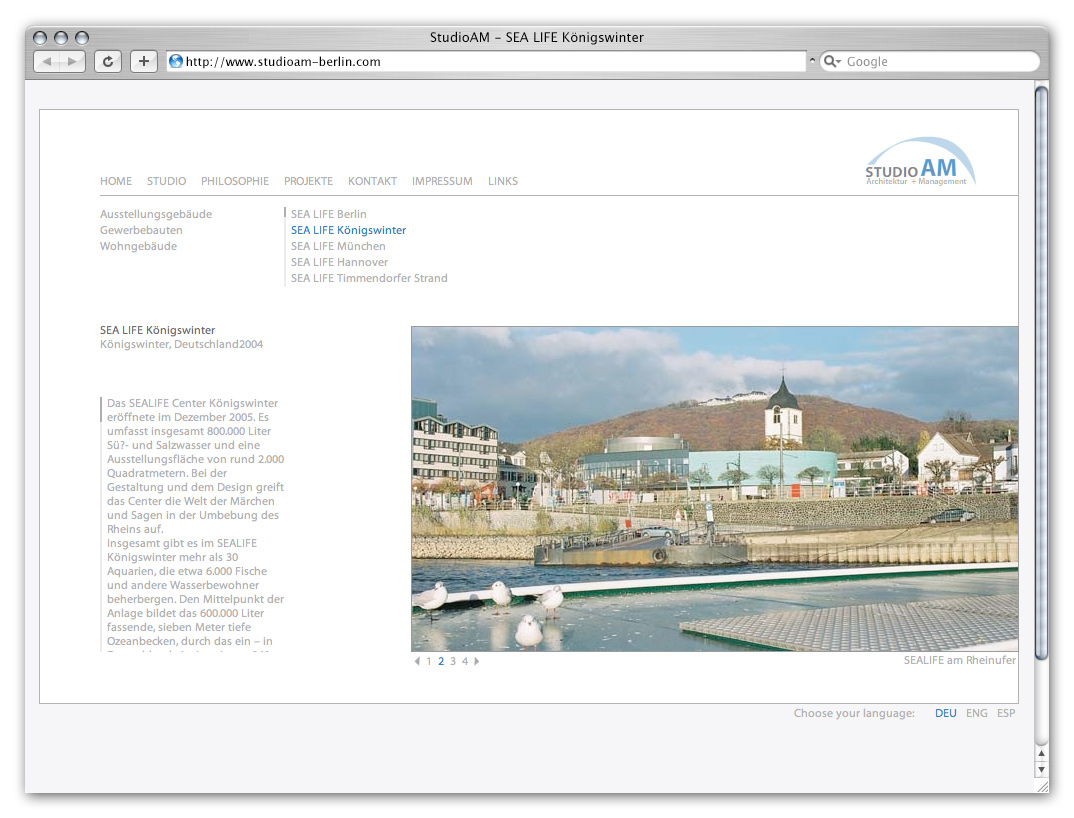 StudioAM – SEA LIFE Königswinter
http://www.studioam-berlin.com
Google
STUDIO AM
Architektur + Management
HOME STUDIO PHILOSOPHIE PROJEKTE KONTAKT IMPRESSUM LINKS
Ausstellungsgebäude
Gewerbebauten
Wohngebäude
SEA LIFE Berlin
SEA LIFE Königswinter
SEA LIFE München
SEA LIFE Hannover
SEA LIFE Timmendorfer Strand
SEA LIFE Königswinter
Königswinter, Deutschland2004
Das SEALIFE Center Königswinter
eröffnete im Dezember 2005. Es
umfasst insgesamt 800.000 Liter
Sü?- und Salzwasser und eine
Ausstellungsfläche von rund 2.000
Quadratmetern. Bei der
Gestaltung und dem Design greift
das Center die Welt der Märchen
und Sagen in der Umbebung des
Rheins auf.
Insgesamt gibt es im SEALIFE
Königswinter mehr als 30
Aquarien, die etwa 6.000 Fische
und andere Wasserbewohner
beherbergen. Den Mittelpunkt der
Anlage bildet das 600.000 Liter
fassende, sieben Meter tiefe
Ozeanbecken, durch das ein – in
1 2 3 4
SEALIFE am Rheinufer
Choose your language: DEU ENG ESP